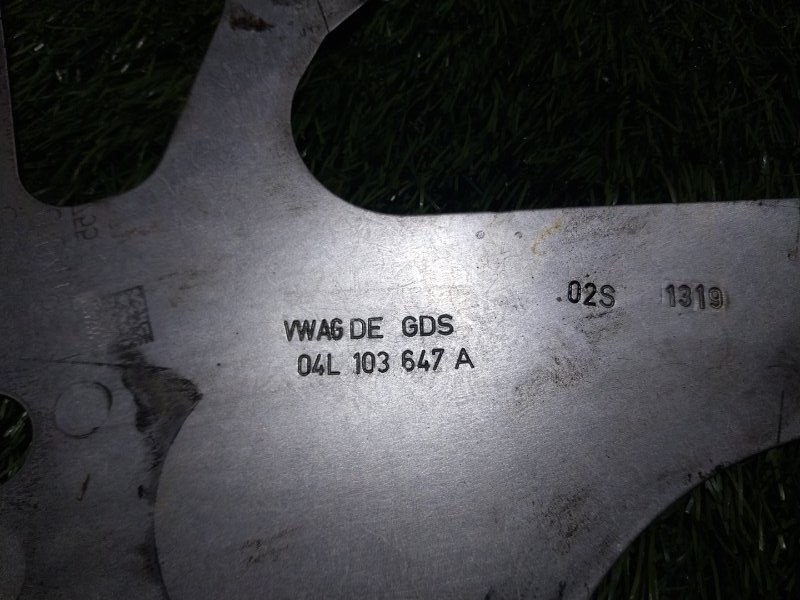 .02S 1319
VWAG DE GDS
04L 103 647 A